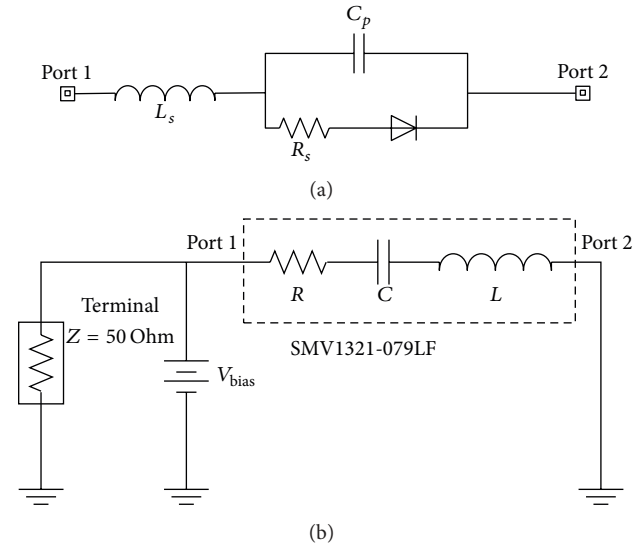 C_p
Port 1
Port 2
L_s
R_s
(a)
Port 1
Port 2
R
C
L
Terminal
Z = 50 Ohm
SMV1321-079LF
V_bias
(b)